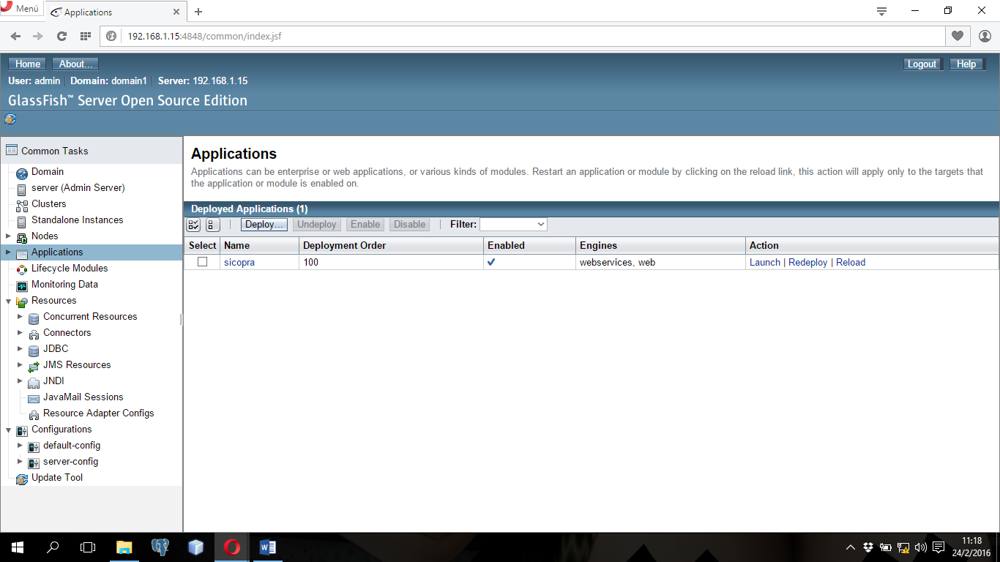 Menú
Applications
192.168.1.15:4848/common/index.jsf
Home About... Logout Help
User: admin Domain: domain1 Server: 192.168.1.15
GlassFish™ Server Open Source Edition
Common Tasks
Domain
server (Admin Server)
Clusters
Standalone Instances
Nodes
Applications
Lifecycle Modules
Monitoring Data
Resources
Concurrent Resources
Connectors
JDBC
JMS Resources
JNDI
JavaMail Sessions
Resource Adapter Configs
Configurations
default-config
server-config
Update Tool
Applications
Applications can be enterprise or web applications, or various kinds of modules. Restart an application or module by clicking on the reload link, this action will apply only to the targets that
the application or module is enabled on.
Deployed Applications (1)
Deploy... Undeploy Enable Disable Filter:
Select Name Deployment Order Enabled Engines Action
sicopra 100 webservices, web Launch | Redeploy | Reload
11:18
24/2/2016